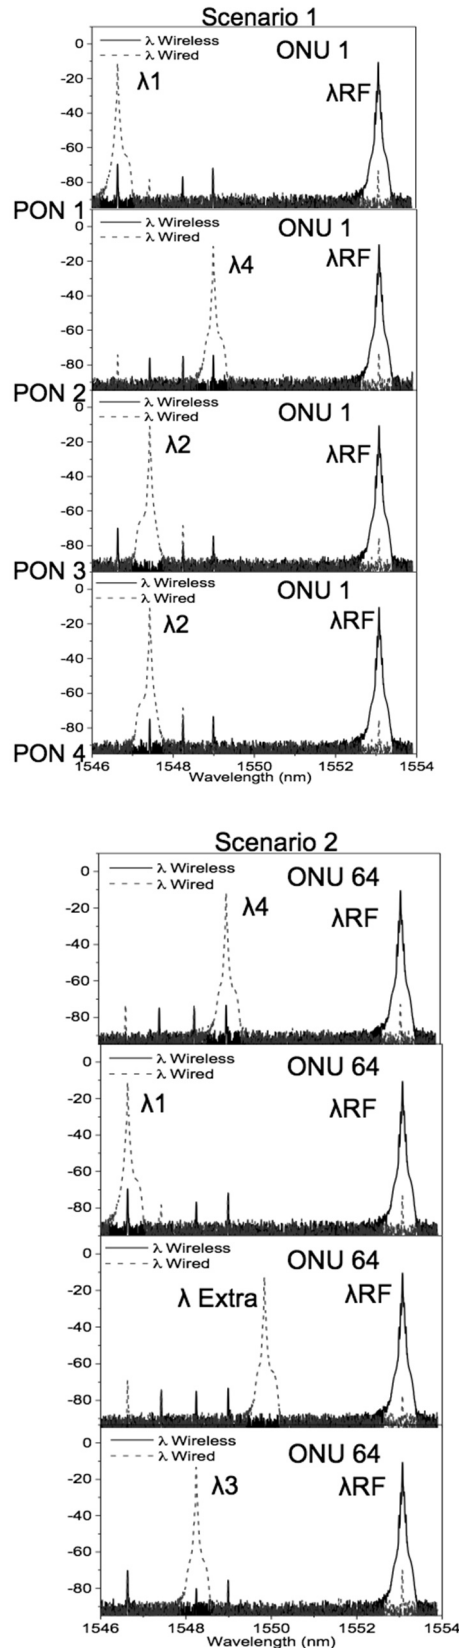 Scenario 1
λ Wireless
λ Wired
ONU 1
λ1
λRF
0
-20
-40
-60
-80
PON 1
λ Wireless
λ Wired
ONU 1
λ4
λRF
0
-20
-40
-60
-80
PON 2
λ Wireless
λ Wired
ONU 1
λ2
λRF
0
-20
-40
-60
-80
PON 3
λ Wireless
λ Wired
ONU 1
λ2
λRF
0
-20
-40
-60
-80
PON 4
1546 1548 1550 1552 1554
Wavelength (nm)
Scenario 2
λ Wireless
λ Wired
ONU 64
λ4
λRF
0
-20
-40
-60
-80
λ Wireless
λ Wired
ONU 64
λ1
λRF
0
-20
-40
-60
-80
λ Wireless
λ Wired
ONU 64
λ Extra
λRF
0
-20
-40
-60
-80
λ Wireless
λ Wired
ONU 64
λ3
λRF
0
-20
-40
-60
-80
1546 1548 1550 1552 1554
Wavelength (nm)